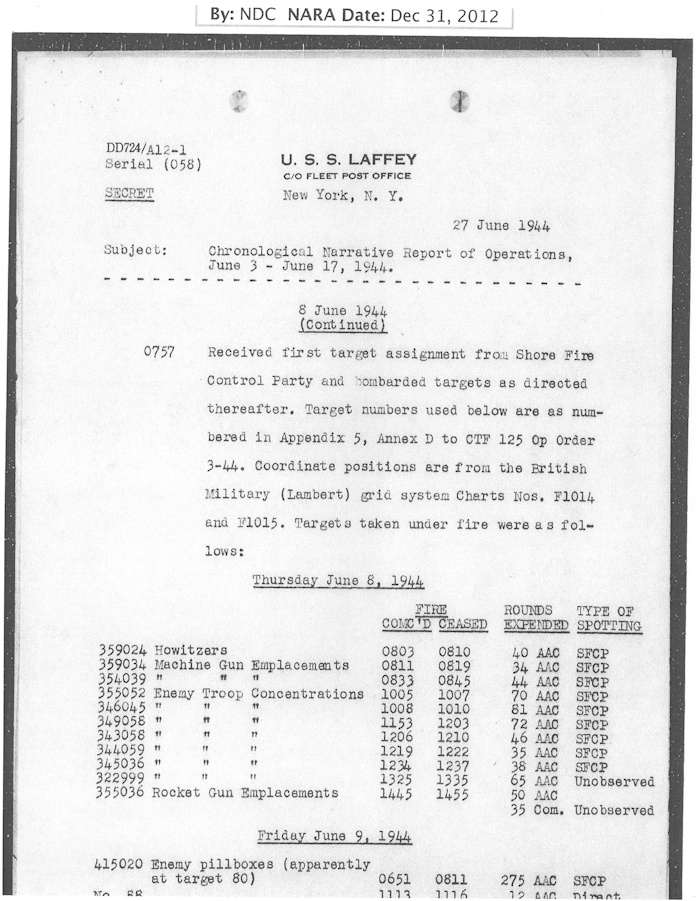 By: NDC NARA Date: Dec 31, 2012
DD724/A12-1
Serial (058)
SECRET
U. S. S. LAFFEY
C/O FLEET POST OFFICE
New York, N. Y.
27 June 1944
Subject: Chronological Narrative Report of Operations,
June 3 - June 17, 1944.
- - - - - - - - - - - - - - - - - - - - - - - - - - - - - -
8 June 1944
(Continued)
0757 Received first target assignment from Shore Fire
Control Party and bombarded targets as directed
thereafter. Target numbers used below are as num-
bered in Appendix 5, Annex D to CTF 125 Op Order
3-44. Coordinate positions are from the British
Military (Lambert) grid system Charts Nos. F1014
and F1015. Targets taken under fire were as fol-
lows:
Thursday June 8, 1944
FIRE ROUNDS TYPE OF
COMC'D CEASED EXPENDED SPOTTING
359024 Howitzers 0803 0810 40 AAC SFCP
359034 Machine Gun Emplacements 0811 0819 34 AAC SFCP
354039 " " " 0833 0845 44 AAC SFCP
355052 Enemy Troop Concentrations 1005 1007 70 AAC SFCP
346045 " " " 1008 1010 81 AAC SFCP
349058 " " " 1153 1203 72 AAC SFCP
343058 " " " 1206 1210 46 AAC SFCP
344059 " " " 1219 1222 35 AAC SFCP
345036 " " " 1234 1237 38 AAC SFCP
322999 " " " 1325 1335 65 AAC Unobserved
355036 Rocket Gun Emplacements 1445 1455 50 AAC
35 Com. Unobserved
Friday June 9, 1944
415020 Enemy pillboxes (apparently
at target 80) 0651 0811 275 AAC SFCP
No. 88 1113 1116 12 AAC Direct